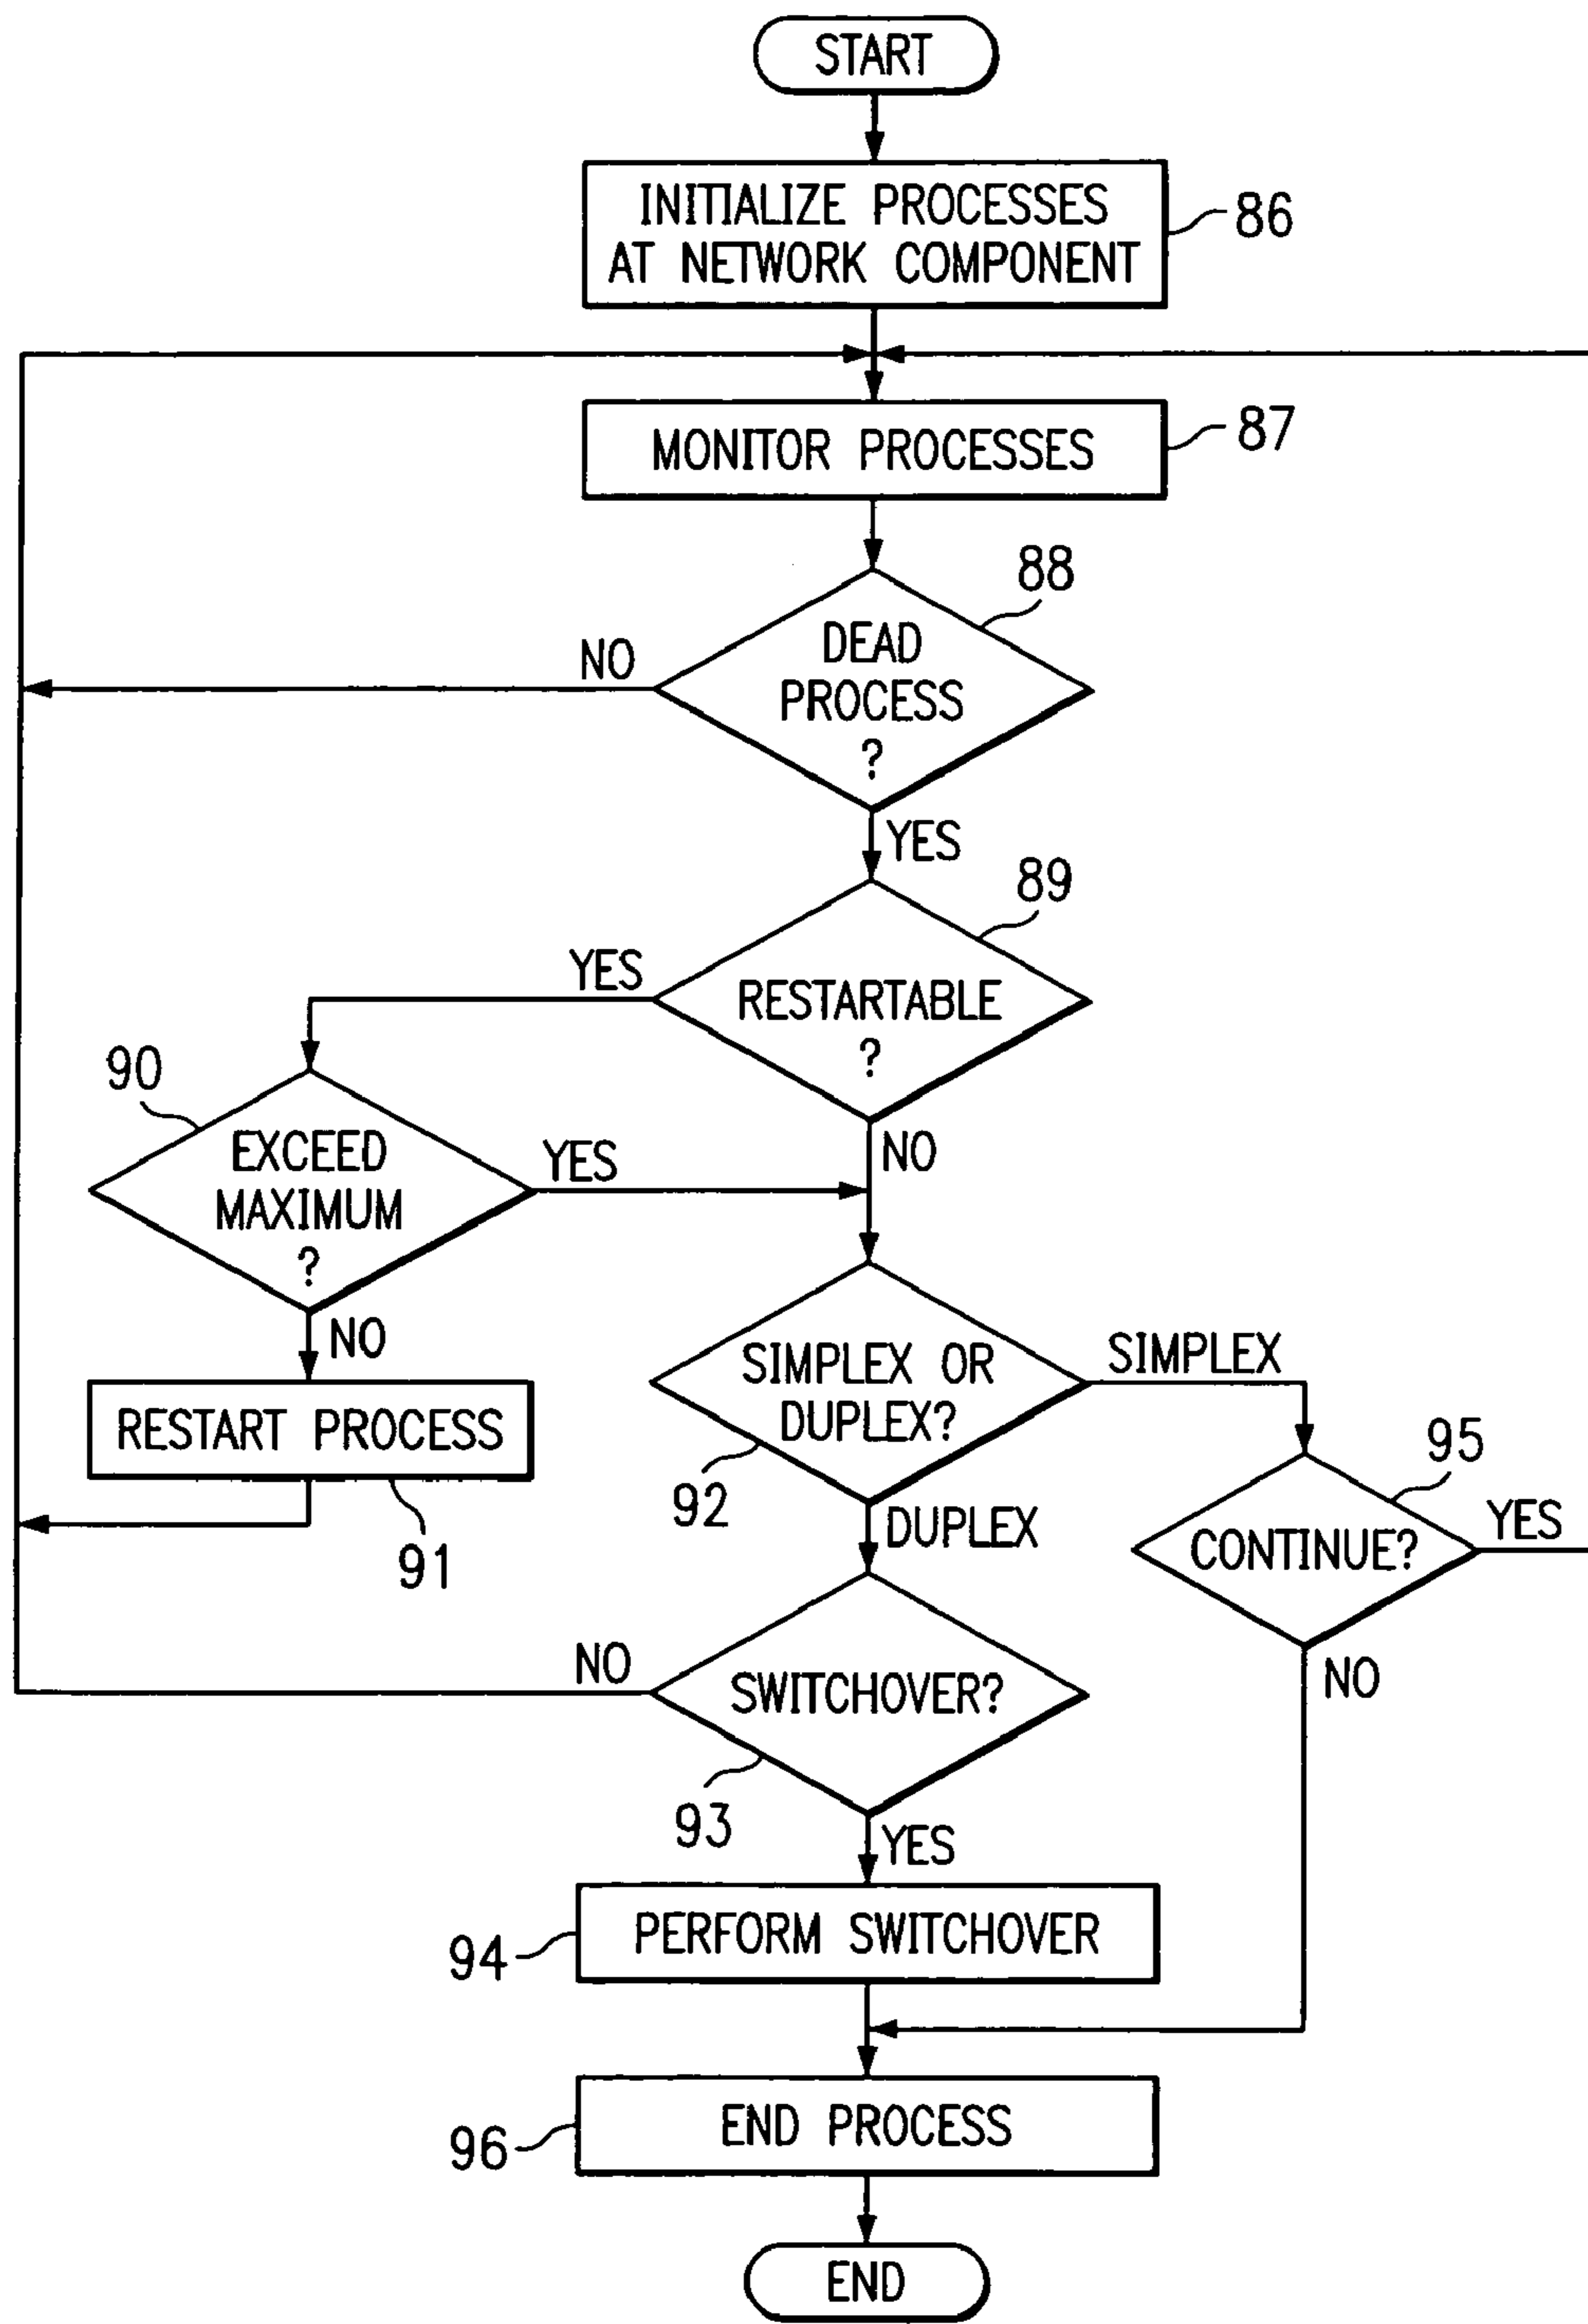 START
INITIALIZE PROCESSES
AT NETWORK COMPONENT
86
MONITOR PROCESSES
87
88
DEAD
PROCESS
?
NO
YES
89
YES
RESTARTABLE
?
90
EXCEED
MAXIMUM
?
YES
NO
NO
SIMPLEX OR
DUPLEX?
SIMPLEX
RESTART PROCESS
91
92
DUPLEX
95
CONTINUE?
YES
NO
SWITCHOVER?
NO
93
YES
PERFORM SWITCHOVER
94
END PROCESS
96
END